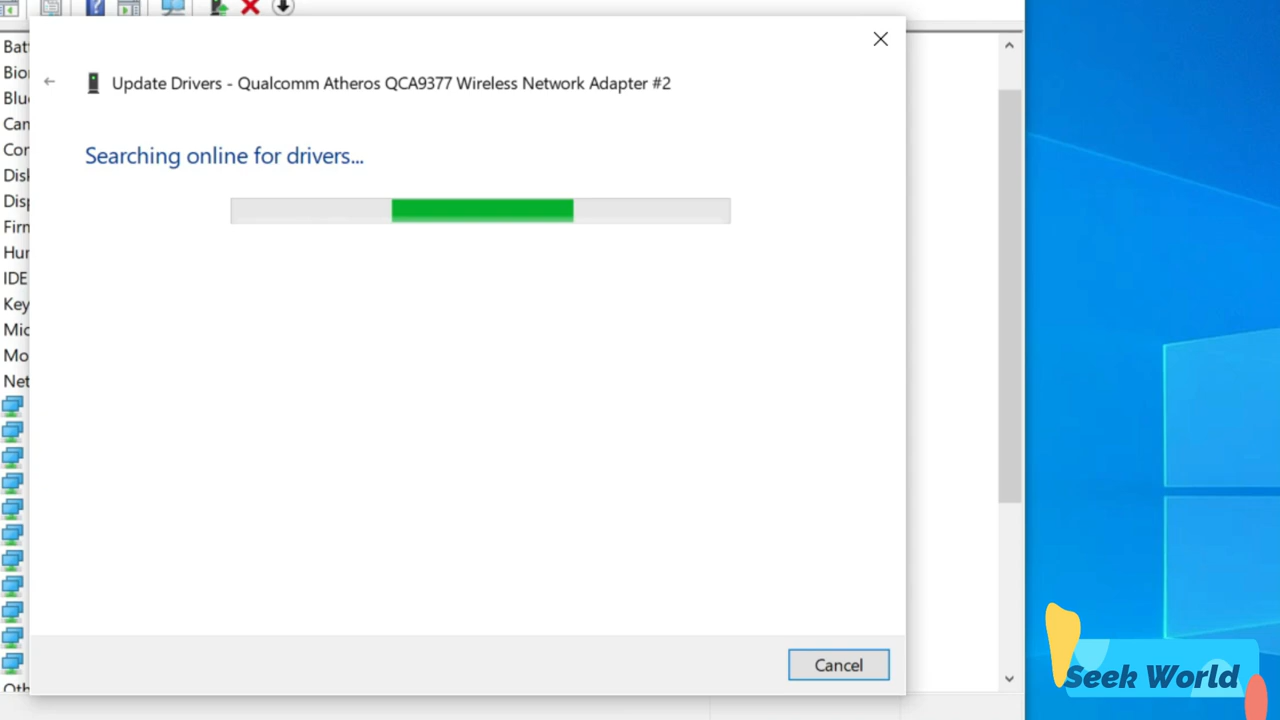 Update Drivers - Qualcomm Atheros QCA9377 Wireless Network Adapter #2
Searching online for drivers...
Bat
Bio
Blu
Can
Cor
Disk
Disp
Firm
Hur
IDE
Key
Mic
Mo
Net
Oth
Cancel
Seek World